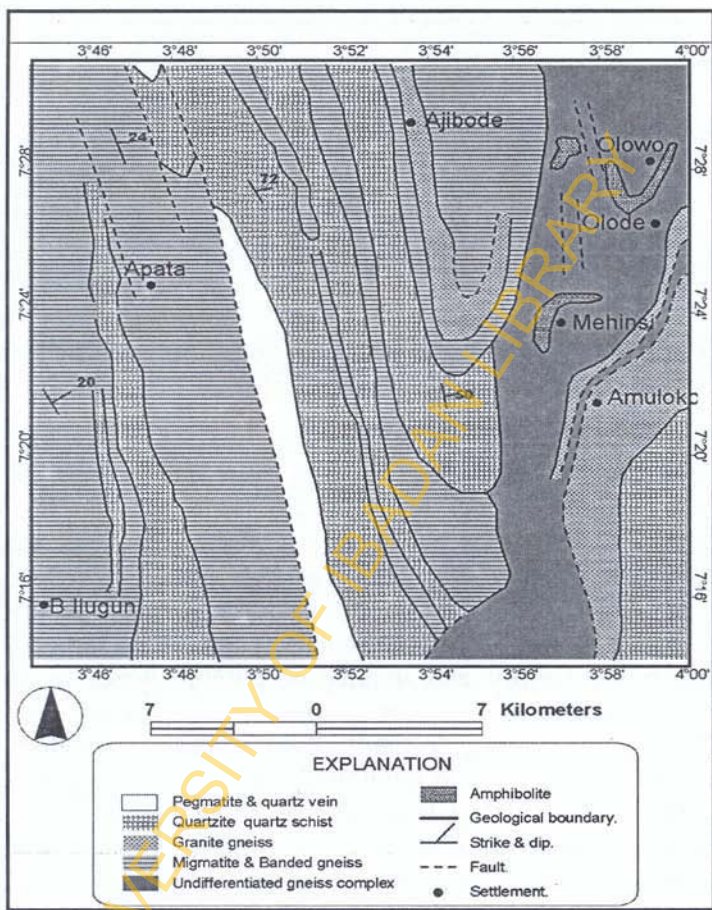 3°46' 3°48' 3°50' 3°52' 3°54' 3°56' 3°58' 4°00'
7°28' 7°28'
7°24' 7°24'
7°20' 7°20'
7°16' 7°16'
24
Ajibode
Olowo
72
Olode
Apata
Mehinsi
20
50
Amuloko
B Ilugun
3°46' 3°48' 3°50' 3°52' 3°54' 3°56' 3°58' 4°00'
7 0 7 Kilometers
EXPLANATION
Pegmatite & quartz vein
Quartzite quartz schist
Granite gneiss
Migmatite & Banded gneiss
Undifferentiated gneiss complex
Amphibolite
Geological boundary.
Strike & dip.
Fault.
Settlement.
VERSITY OF IBADAN LIBRARY